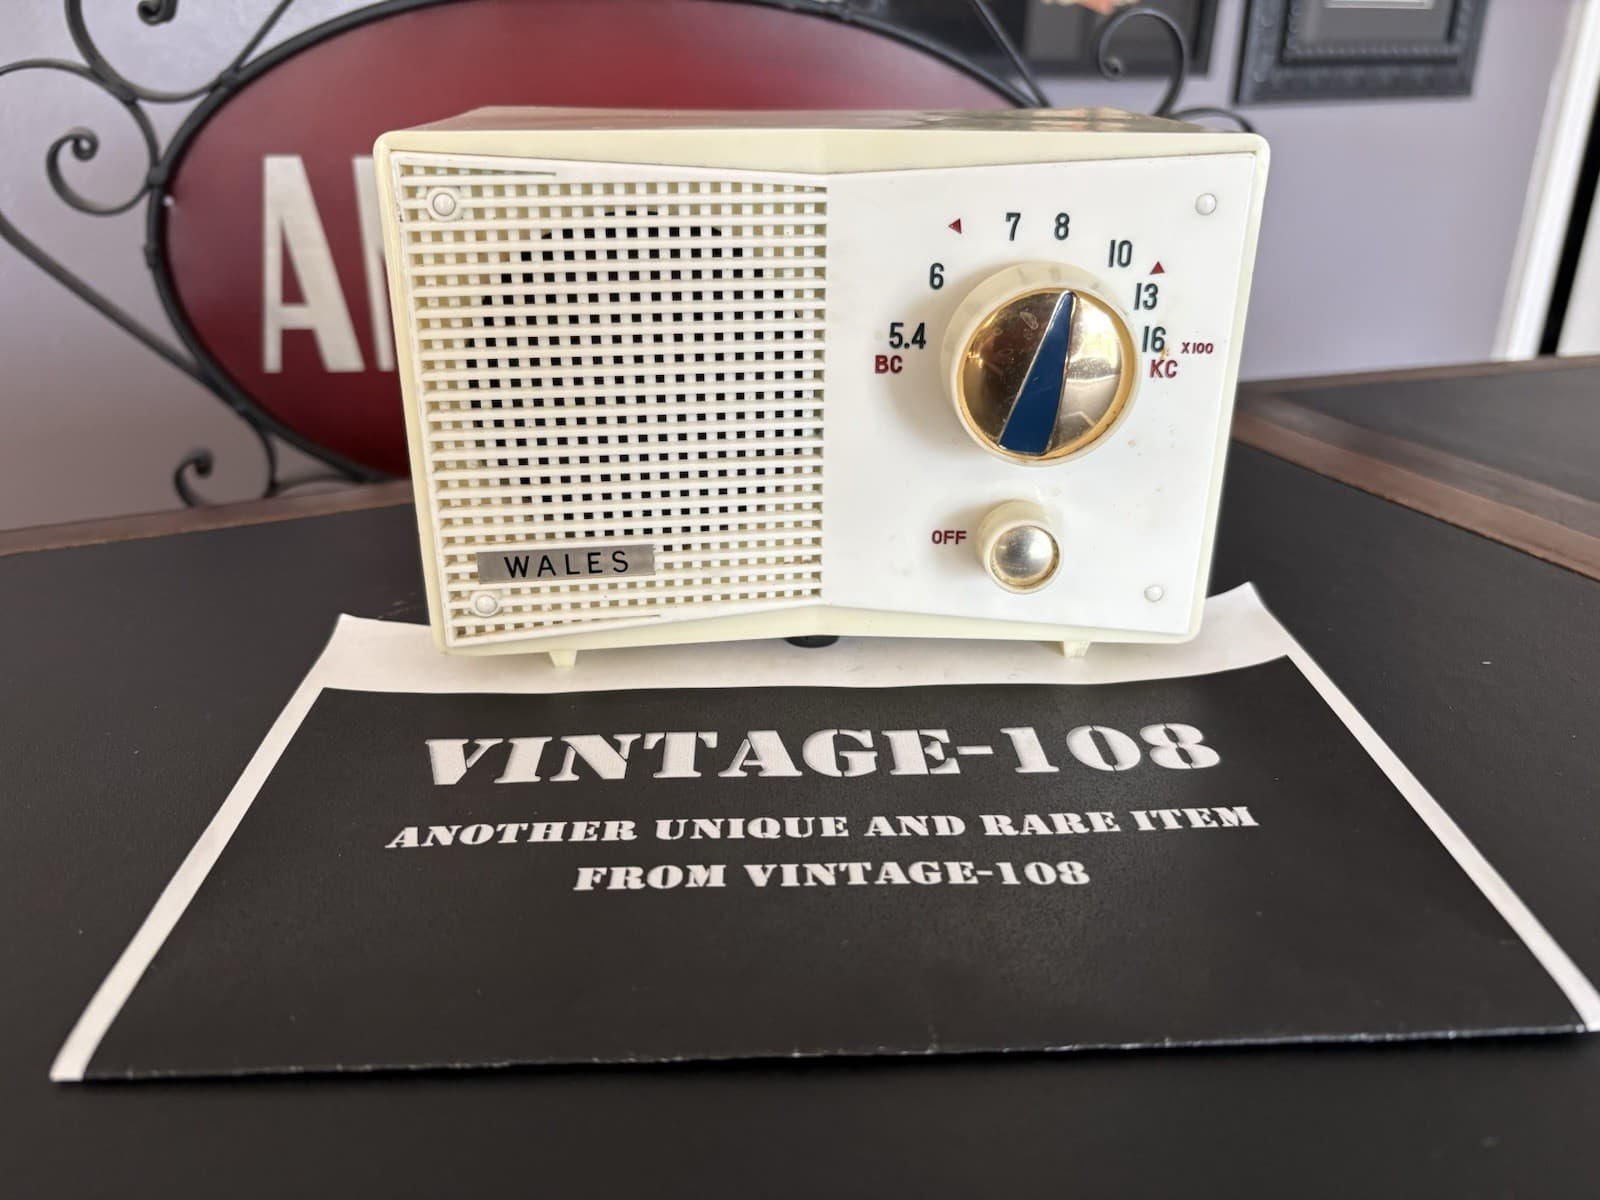 7 8
6 10
13
5.4 16 X100
BC KC
OFF
WALES
VINTAGE-108
ANOTHER UNIQUE AND RARE ITEM
FROM VINTAGE-108